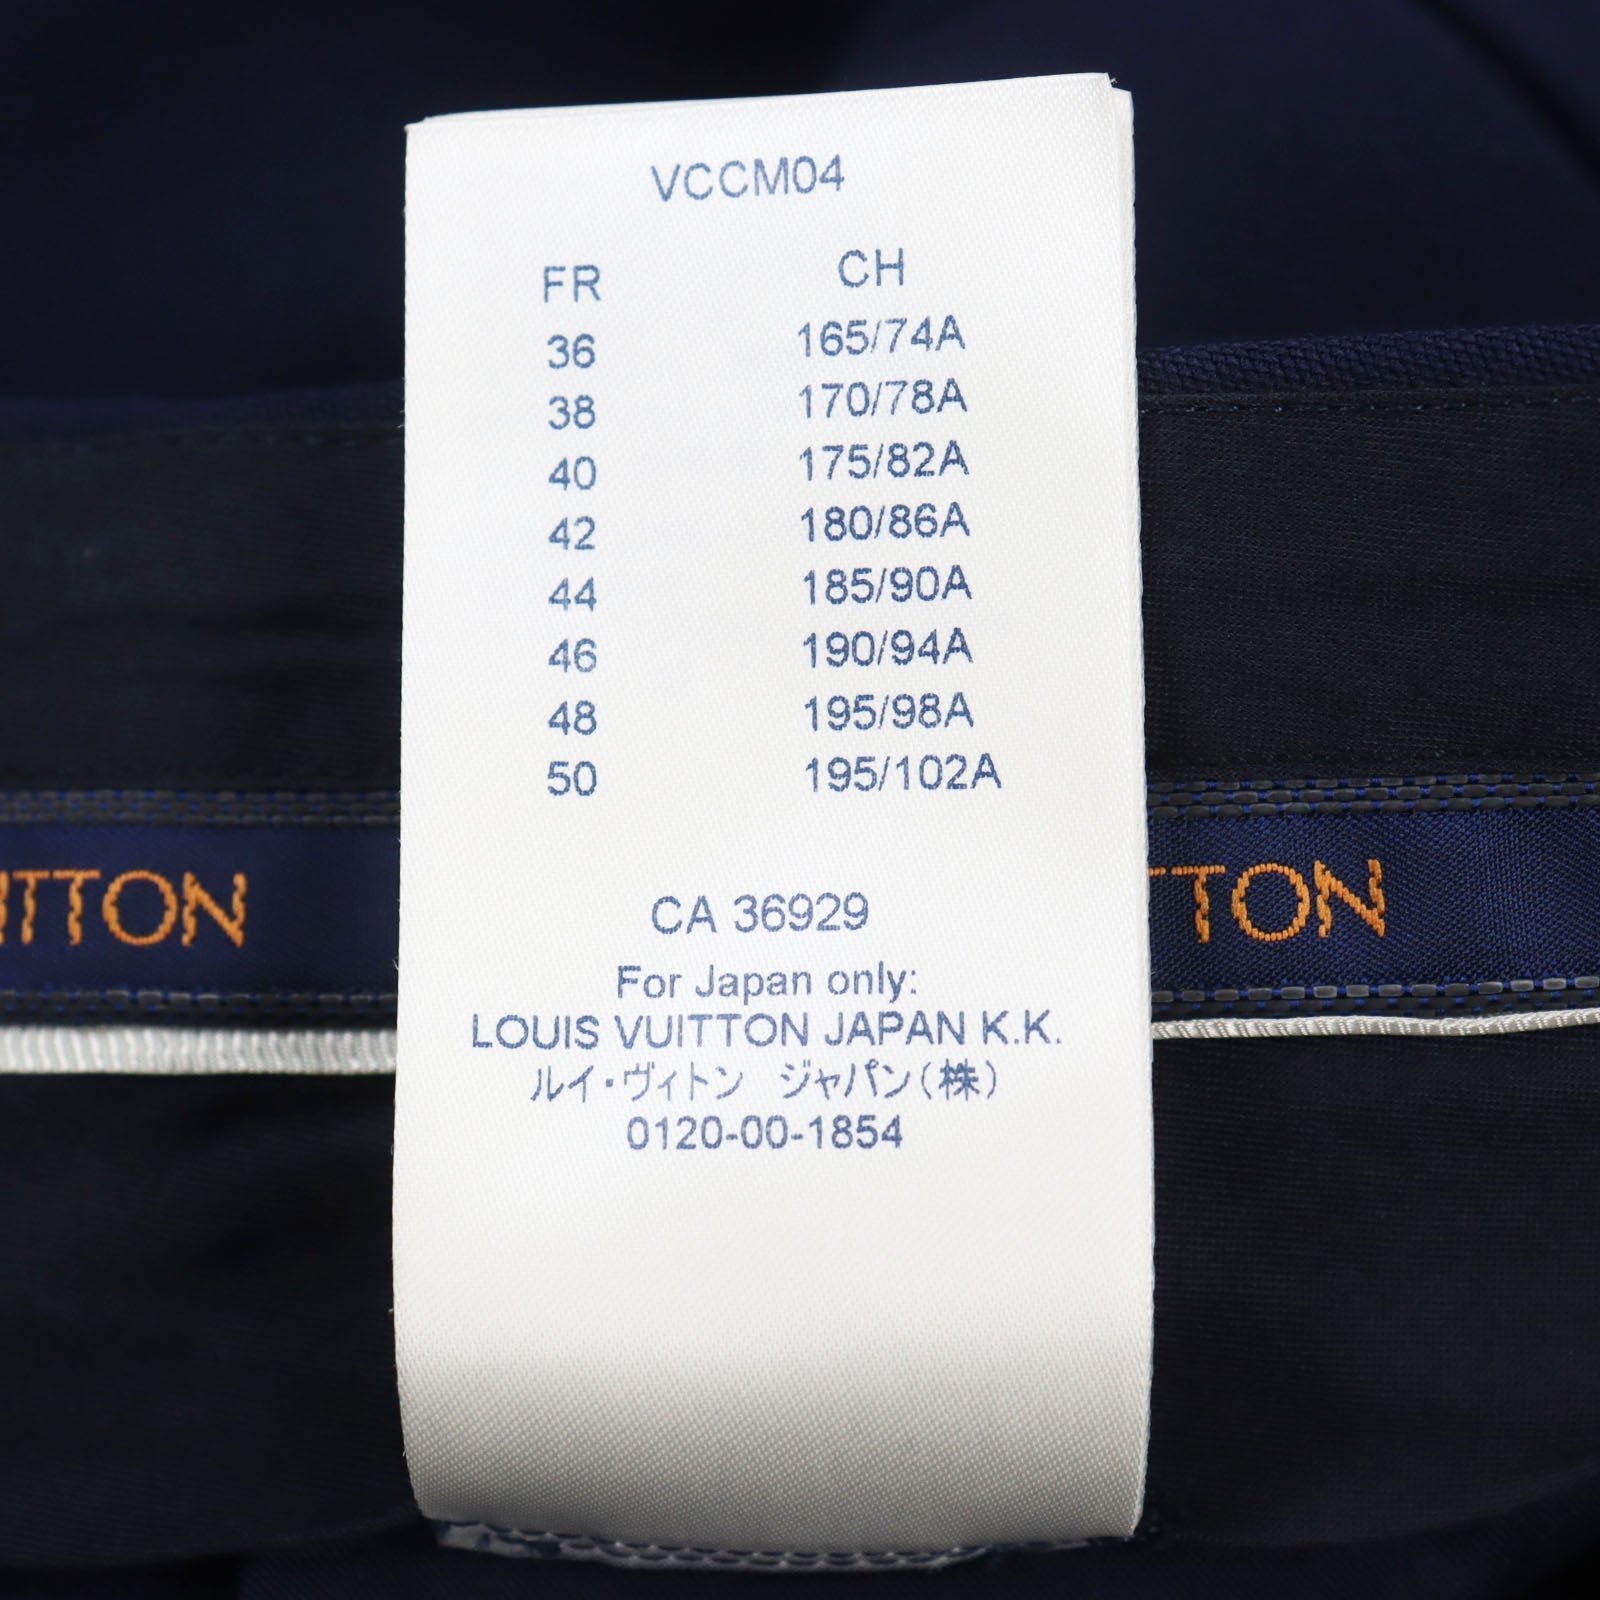 VCCM04
FR CH
36 165/74A
38 170/78A
40 175/82A
42 180/86A
44 185/90A
46 190/94A
48 195/98A
50 195/102A
ITTON
TTON
CA 36929
For Japan only:
LOUIS VUITTON JAPAN K.K.
ルイ・ヴィトン ジャパン(株)
0120-00-1854